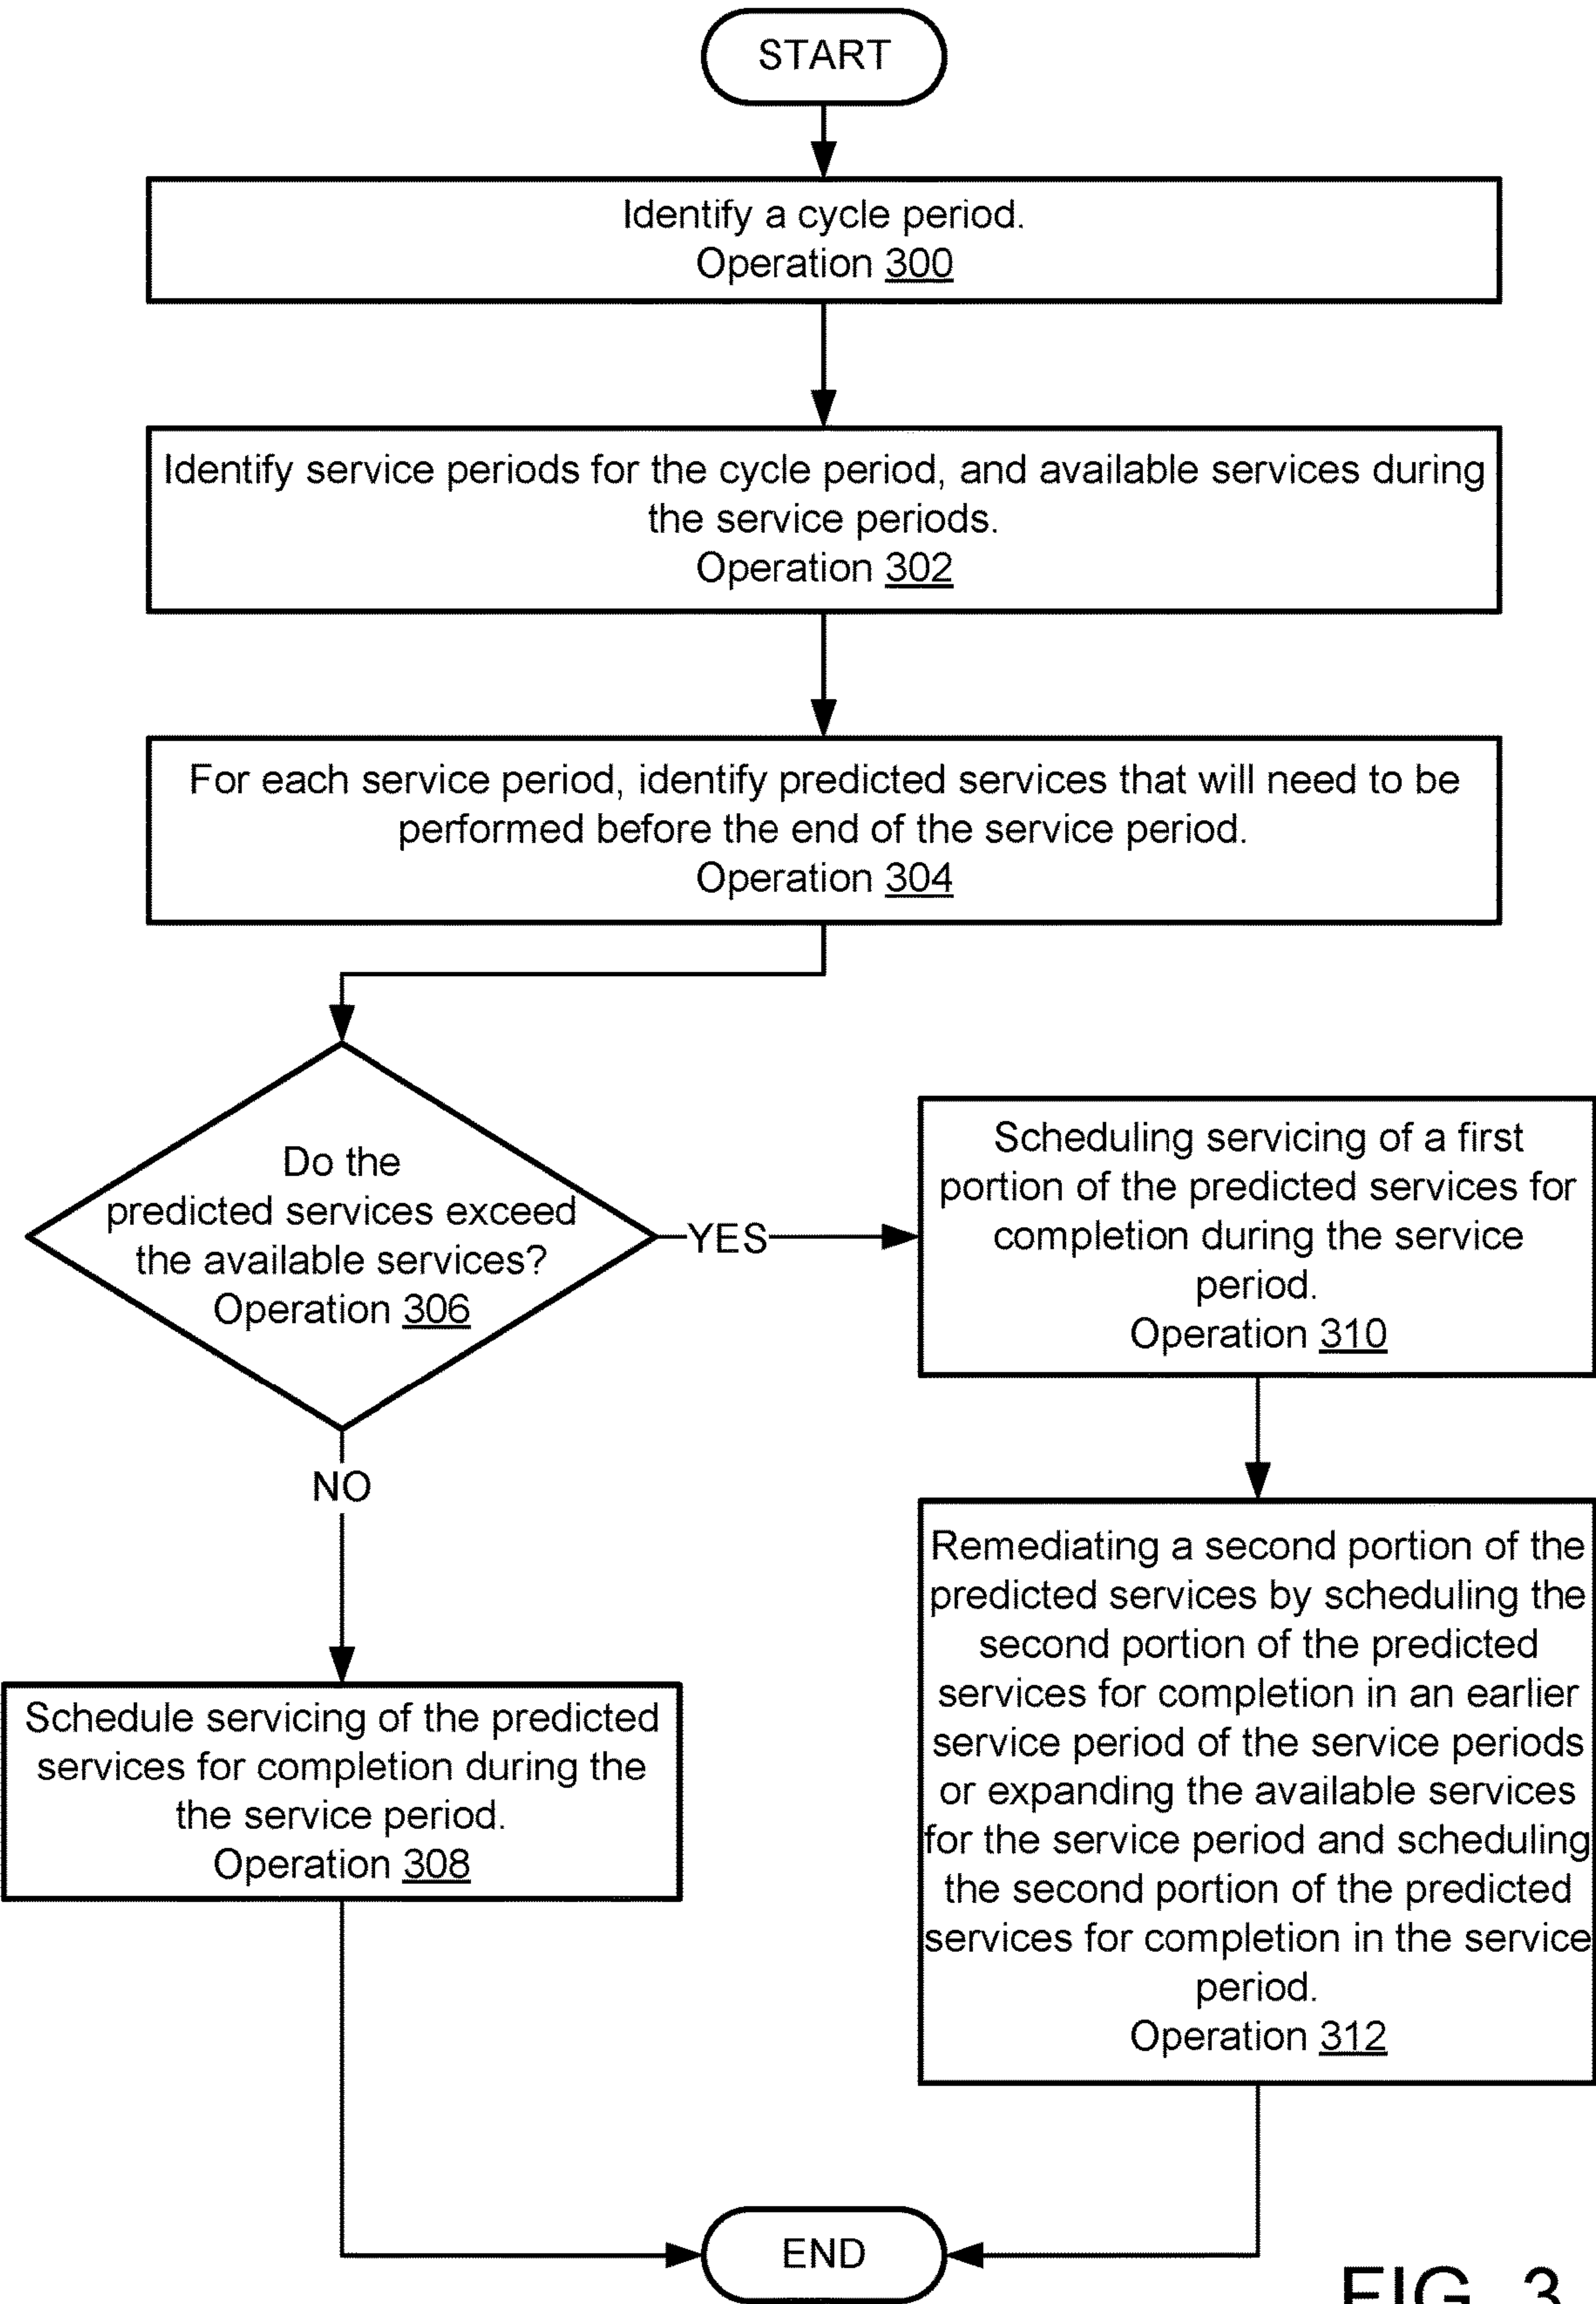 START
Identify a cycle period.
Operation 300
Identify service periods for the cycle period, and available services during
the service periods.
Operation 302
For each service period, identify predicted services that will need to be
performed before the end of the service period.
Operation 304
Do the
predicted services exceed
the available services?
Operation 306
YES
Scheduling servicing of a first
portion of the predicted services for
completion during the service
period.
Operation 310
NO
Remediating a second portion of the
predicted services by scheduling the
second portion of the predicted
services for completion in an earlier
service period of the service periods
or expanding the available services
for the service period and scheduling
the second portion of the predicted
services for completion in the service
period.
Operation 312
Schedule servicing of the predicted
services for completion during the
the service period.
Operation 308
END
FIG. 3